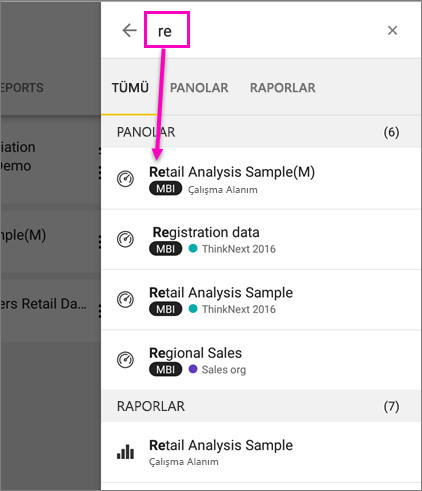 re
EPORTS
TÜMÜ PANOLAR RAPORLAR
PANOLAR (6)
iation
Demo
Retail Analysis Sample(M)
MBI Çalışma Alanım
nple(M)
Registration data
MBI ThinkNext 2016
ers Retail Da...
Retail Analysis Sample
MBI ThinkNext 2016
Regional Sales
MBI Sales org
RAPORLAR (7)
Retail Analysis Sample
Çalışma Alanım